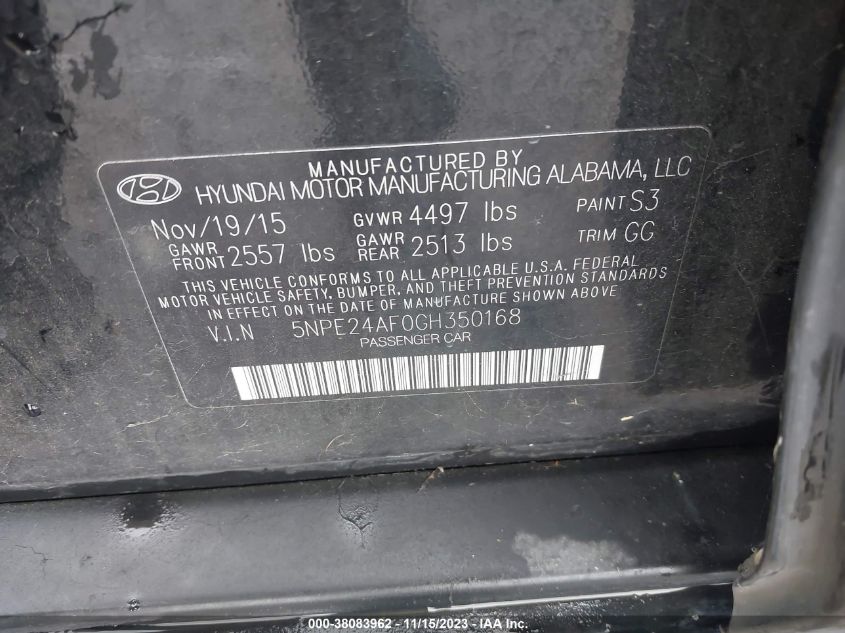 MANUFACTURED BY
HYUNDAI MOTOR MANUFACTURING ALABAMA, LLC
Nov/19/15 GVWR 4497 lbs PAINT S3
GAWR FRONT 2557 lbs GAWR REAR 2513 lbs TRIM GG
THIS VEHICLE CONFORMS TO ALL APPLICABLE U.S.A. FEDERAL
MOTOR VEHICLE SAFETY, BUMPER, AND THEFT PREVENTION STANDARDS
IN EFFECT ON THE DATE OF MANUFACTURE SHOWN ABOVE
V.I.N 5NPE24AF0GH350168
PASSENGER CAR
000-38083962 - 11/15/2023 - IAA Inc.